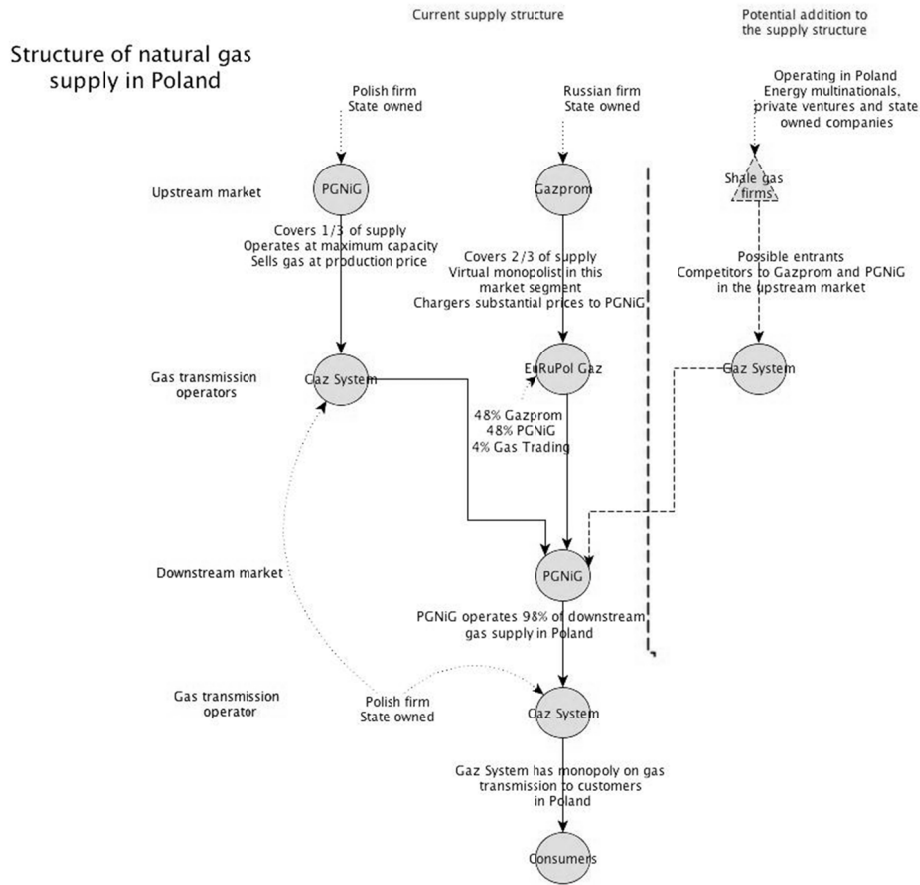 Current supply structure
Potential addition to
the supply structure
Structure of natural gas
supply in Poland
Polish firm
State owned
Russian firm
State owned
Operating in Poland
Energy multinationals,
private ventures and state
owned companies
Upstream market
PGNiG
Gazprom
Shale gas
firms
Covers 1/3 of supply
Operates at maximum capacity
Sells gas at production price
Covers 2/3 of supply
Virtual monopolist in this
market segment
Chargers substantial prices to PGNiG
Possible entrants
Competitors to Gazprom and PGNiG
in the upstream market
Gas transmission
operators
Gaz System
EuRuPol Gaz
Gaz System
48% Gazprom
48% PGNiG
4% Gas Trading
Downstream market
PGNiG
PGNiG operates 98% of downstream
gas supply in Poland
Gas transmission
operator
Polish firm
State owned
Gaz System
Gaz System has monopoly on gas
transmission to customers
in Poland
Consumers